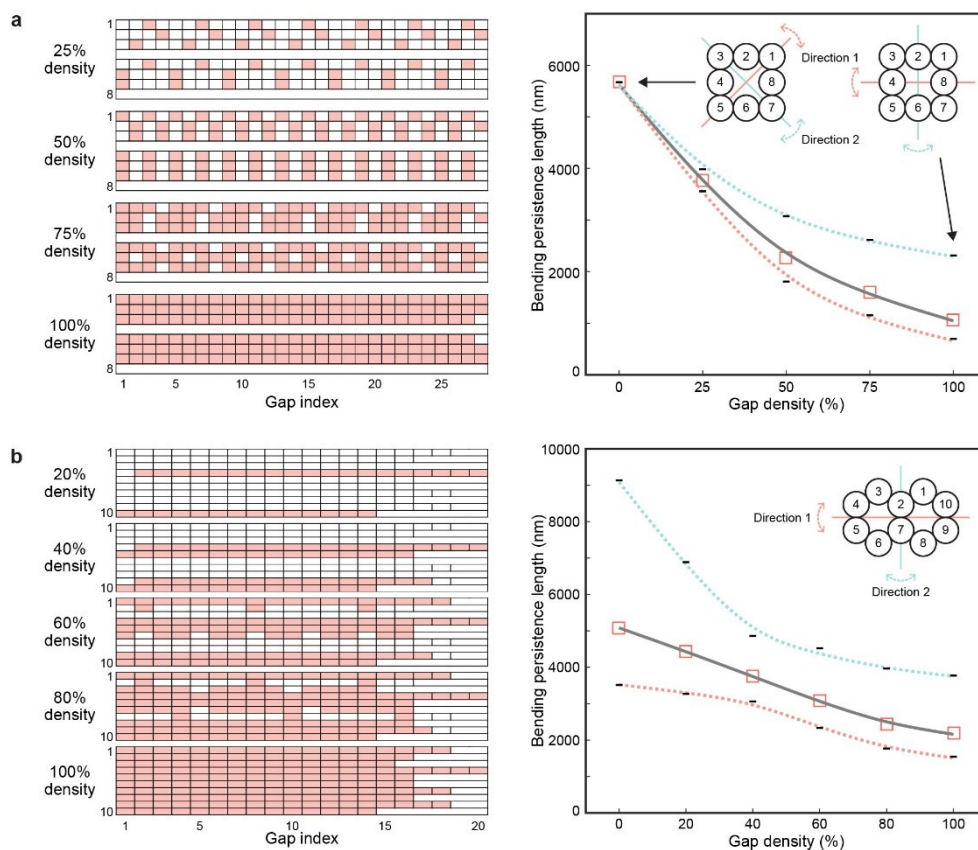 a
25%
density
1
8
50%
density
1
8
75%
density
1
8
100%
density
1
8
1 5 10 15 20 25
Gap index
Bending persistence length (nm)
6000
4000
2000
0
0 25 50 75 100
Gap density (%)
3 2 1
4 8
5 6 7
Direction 1
Direction 2
3 2 1
4 8
5 6 7
b
20%
density
1
10
40%
density
1
10
60%
density
1
10
80%
density
1
10
100%
density
1
10
1 5 10 15 20
Gap index
Bending persistence length (nm)
10000
8000
6000
4000
2000
0
0 20 40 60 80 100
Gap density (%)
3 1
4 2 10
5 7 9
6 8
Direction 1
Direction 2